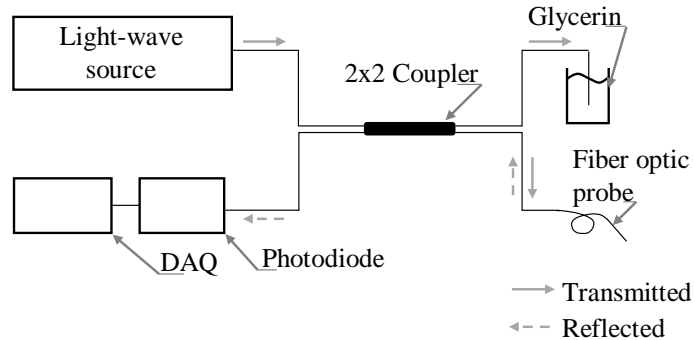 Light-wave
source
Glycerin
2x2 Coupler
Fiber optic
probe
DAQ
Photodiode
Transmitted
Reflected